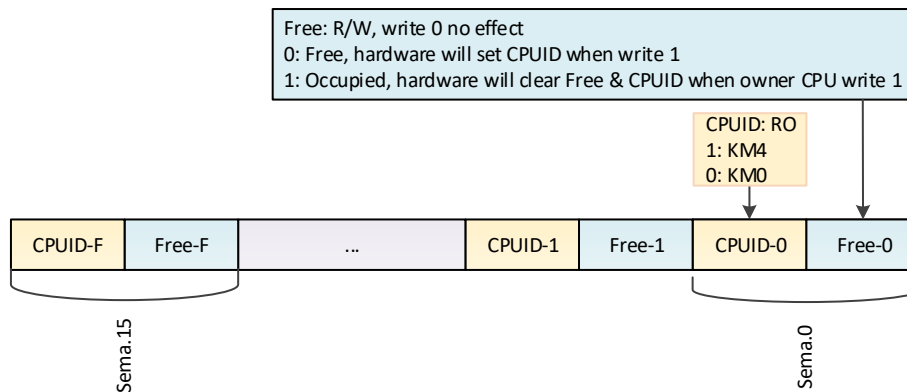 Free: R/W, write 0 no effect
0: Free, hardware will set CPUID when write 1
1: Occupied, hardware will clear Free & CPUID when owner CPU write 1
CPUID: RO
1: KM4
0: KM0
CPUID-F Free-F ... CPUID-1 Free-1 CPUID-0 Free-0
Sema.15
Sema.0